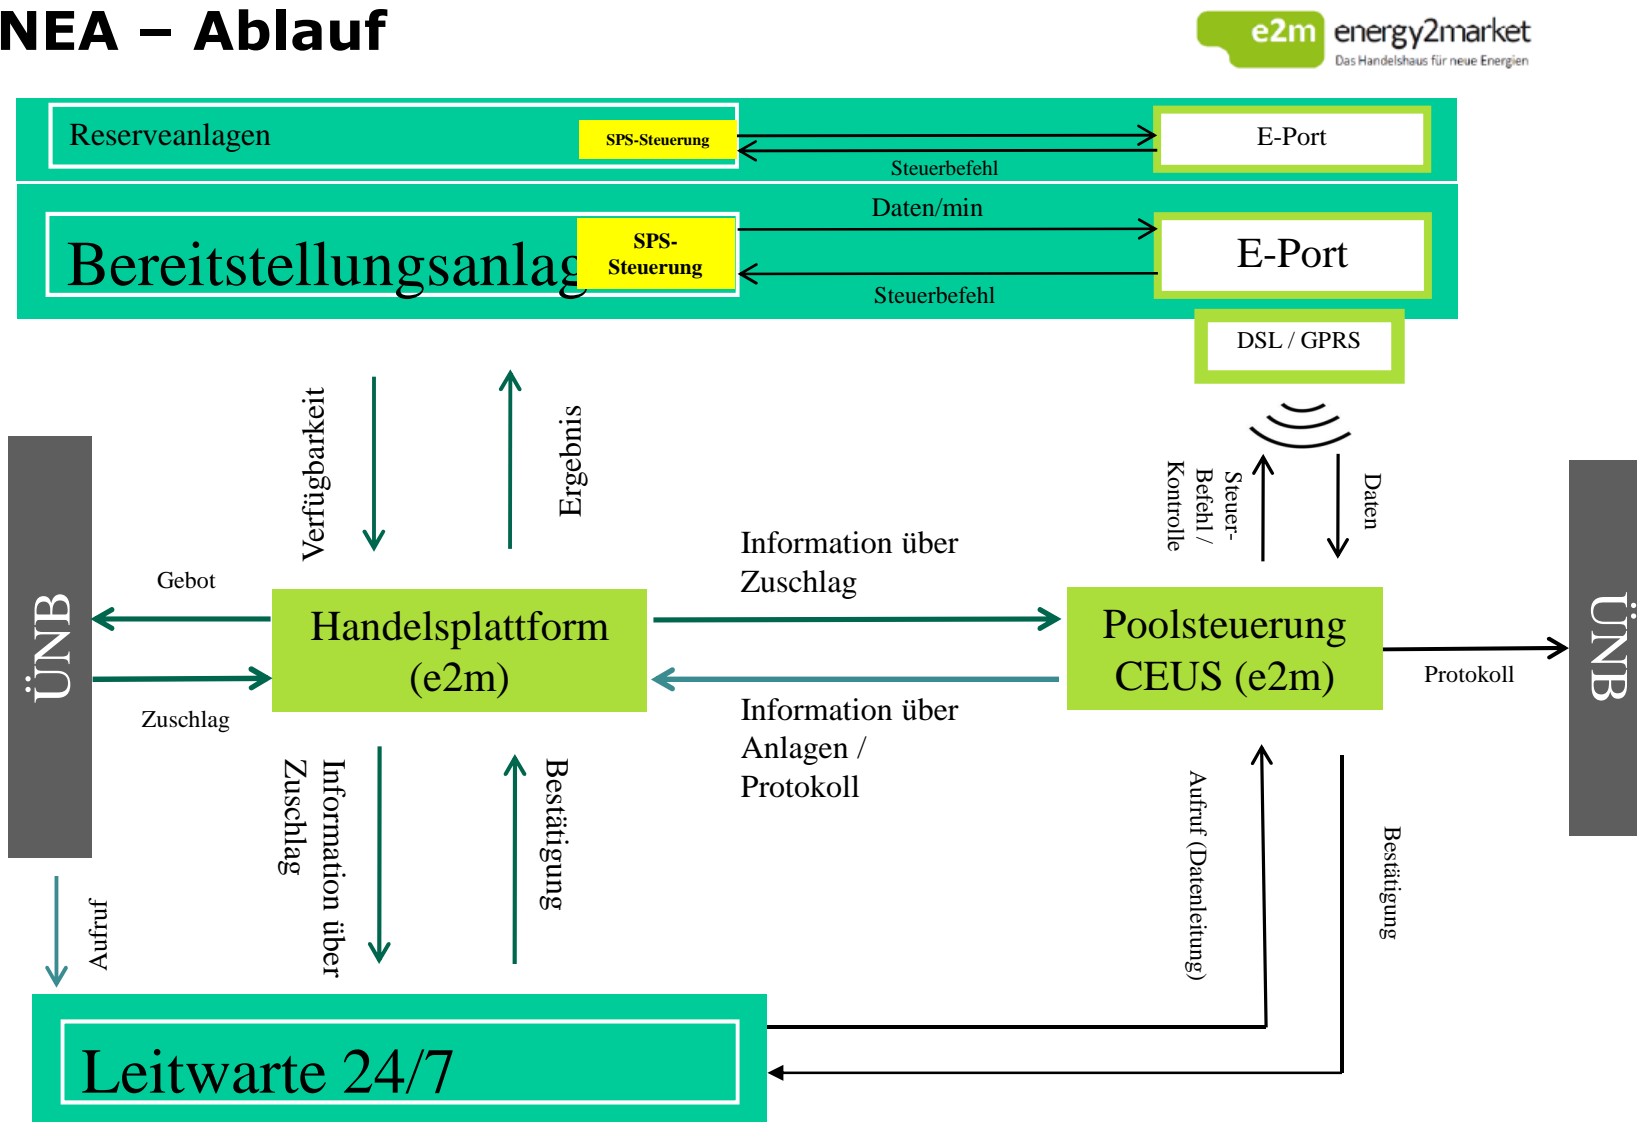 NEA – Ablauf
e2m energy2market
Das Handelshaus für neue Energien
Reserveanlagen
SPS-Steuerung
Steuerbefehl
E-Port
Bereitstellungsanlag
SPS-
Steuerung
Daten/min
Steuerbefehl
E-Port
DSL / GPRS
Verfügbarkeit
Ergebnis
Steuer-
Befehl /
Kontrolle
Daten
ÜNB
Gebot
Zuschlag
Handelsplattform
(e2m)
Information über
Zuschlag
Information über
Anlagen /
Protokoll
Poolsteuerung
CEUS (e2m)
Protokoll
ÜNB
Aufruf
Information über
Zuschlag
Bestätigung
Aufruf (Datenleitung)
Bestätigung
Leitwarte 24/7